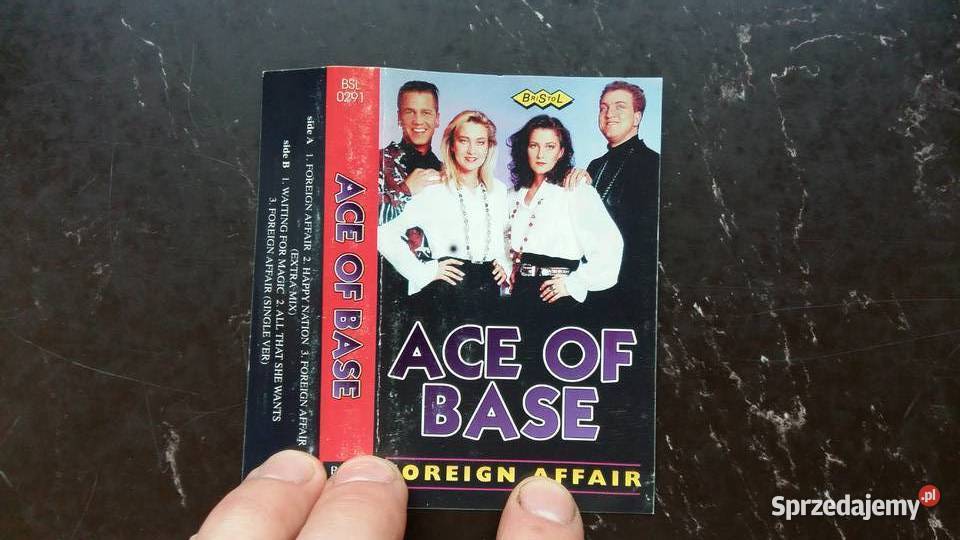 side A 1. FOREIGN AFFAIR 2. HAPPY NATION 3. FOREIGN AFFAIR
(EXTRA MIX)
side B 1. WAITING FOR MAGIC 2. ALL THAT SHE WANTS
3. FOREIGN AFFAIR (SINGLE VER)
BSL
0291
ACE OF BASE
BRISTOL
ACE OF
BASE
OREIGN AFFAIR
Sprzedajemy.pl